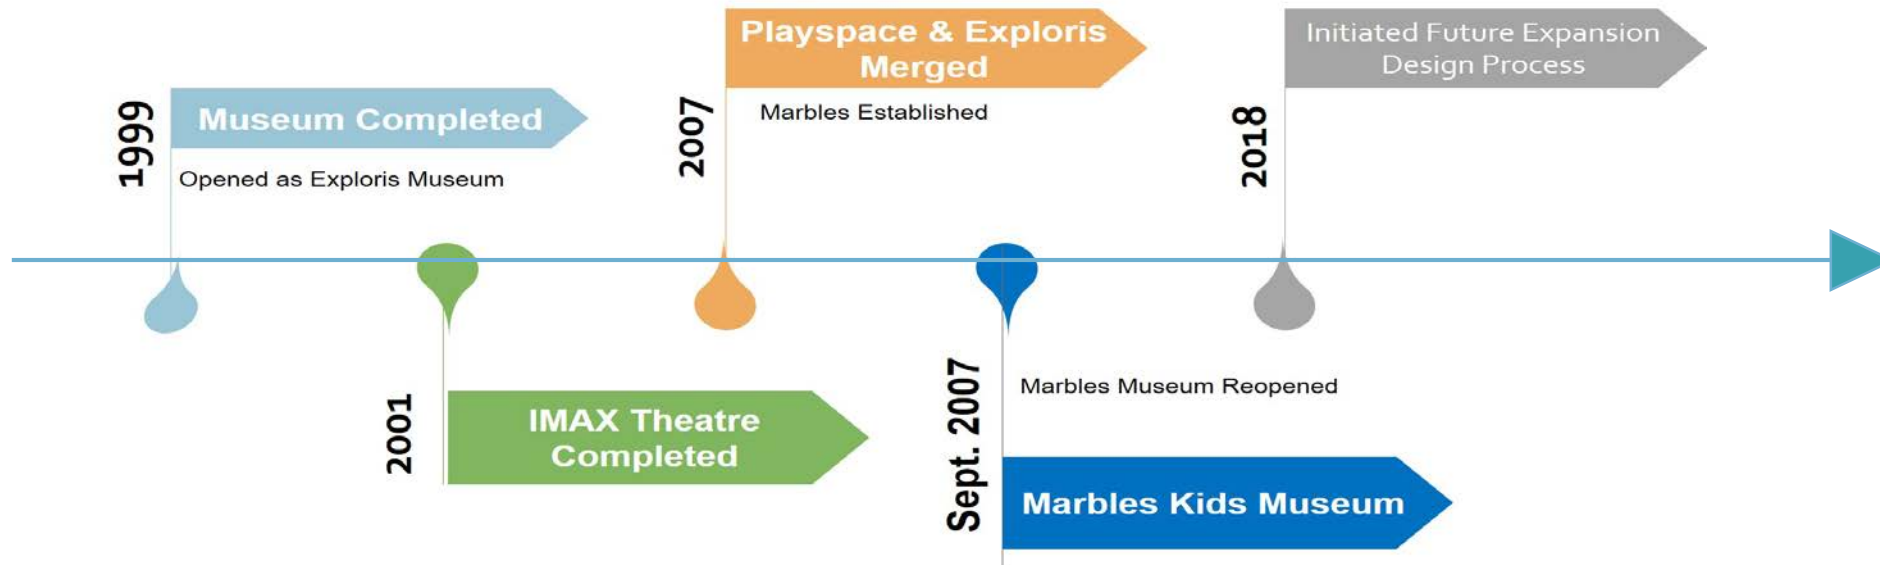 1999
Museum Completed
Opened as Exploris Museum
2001
IMAX Theatre
Completed
2007
Playspace & Exploris
Merged
Marbles Established
Sept. 2007
Marbles Museum Reopened
Marbles Kids Museum
2018
Initiated Future Expansion
Design Process